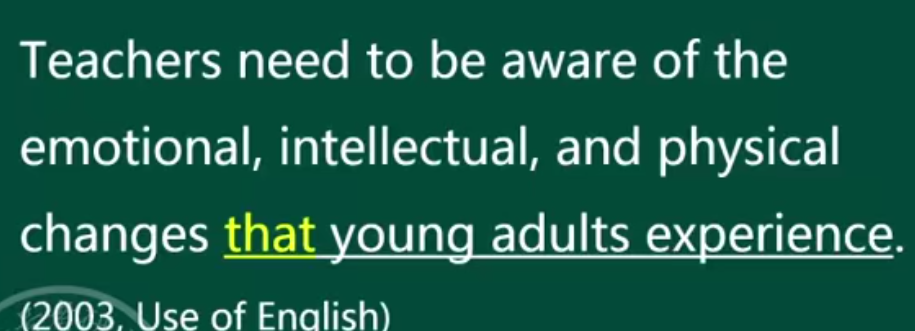 Teachers need to be aware of the
emotional, intellectual, and physical
changes that young adults experience.
(2003, Use of English)